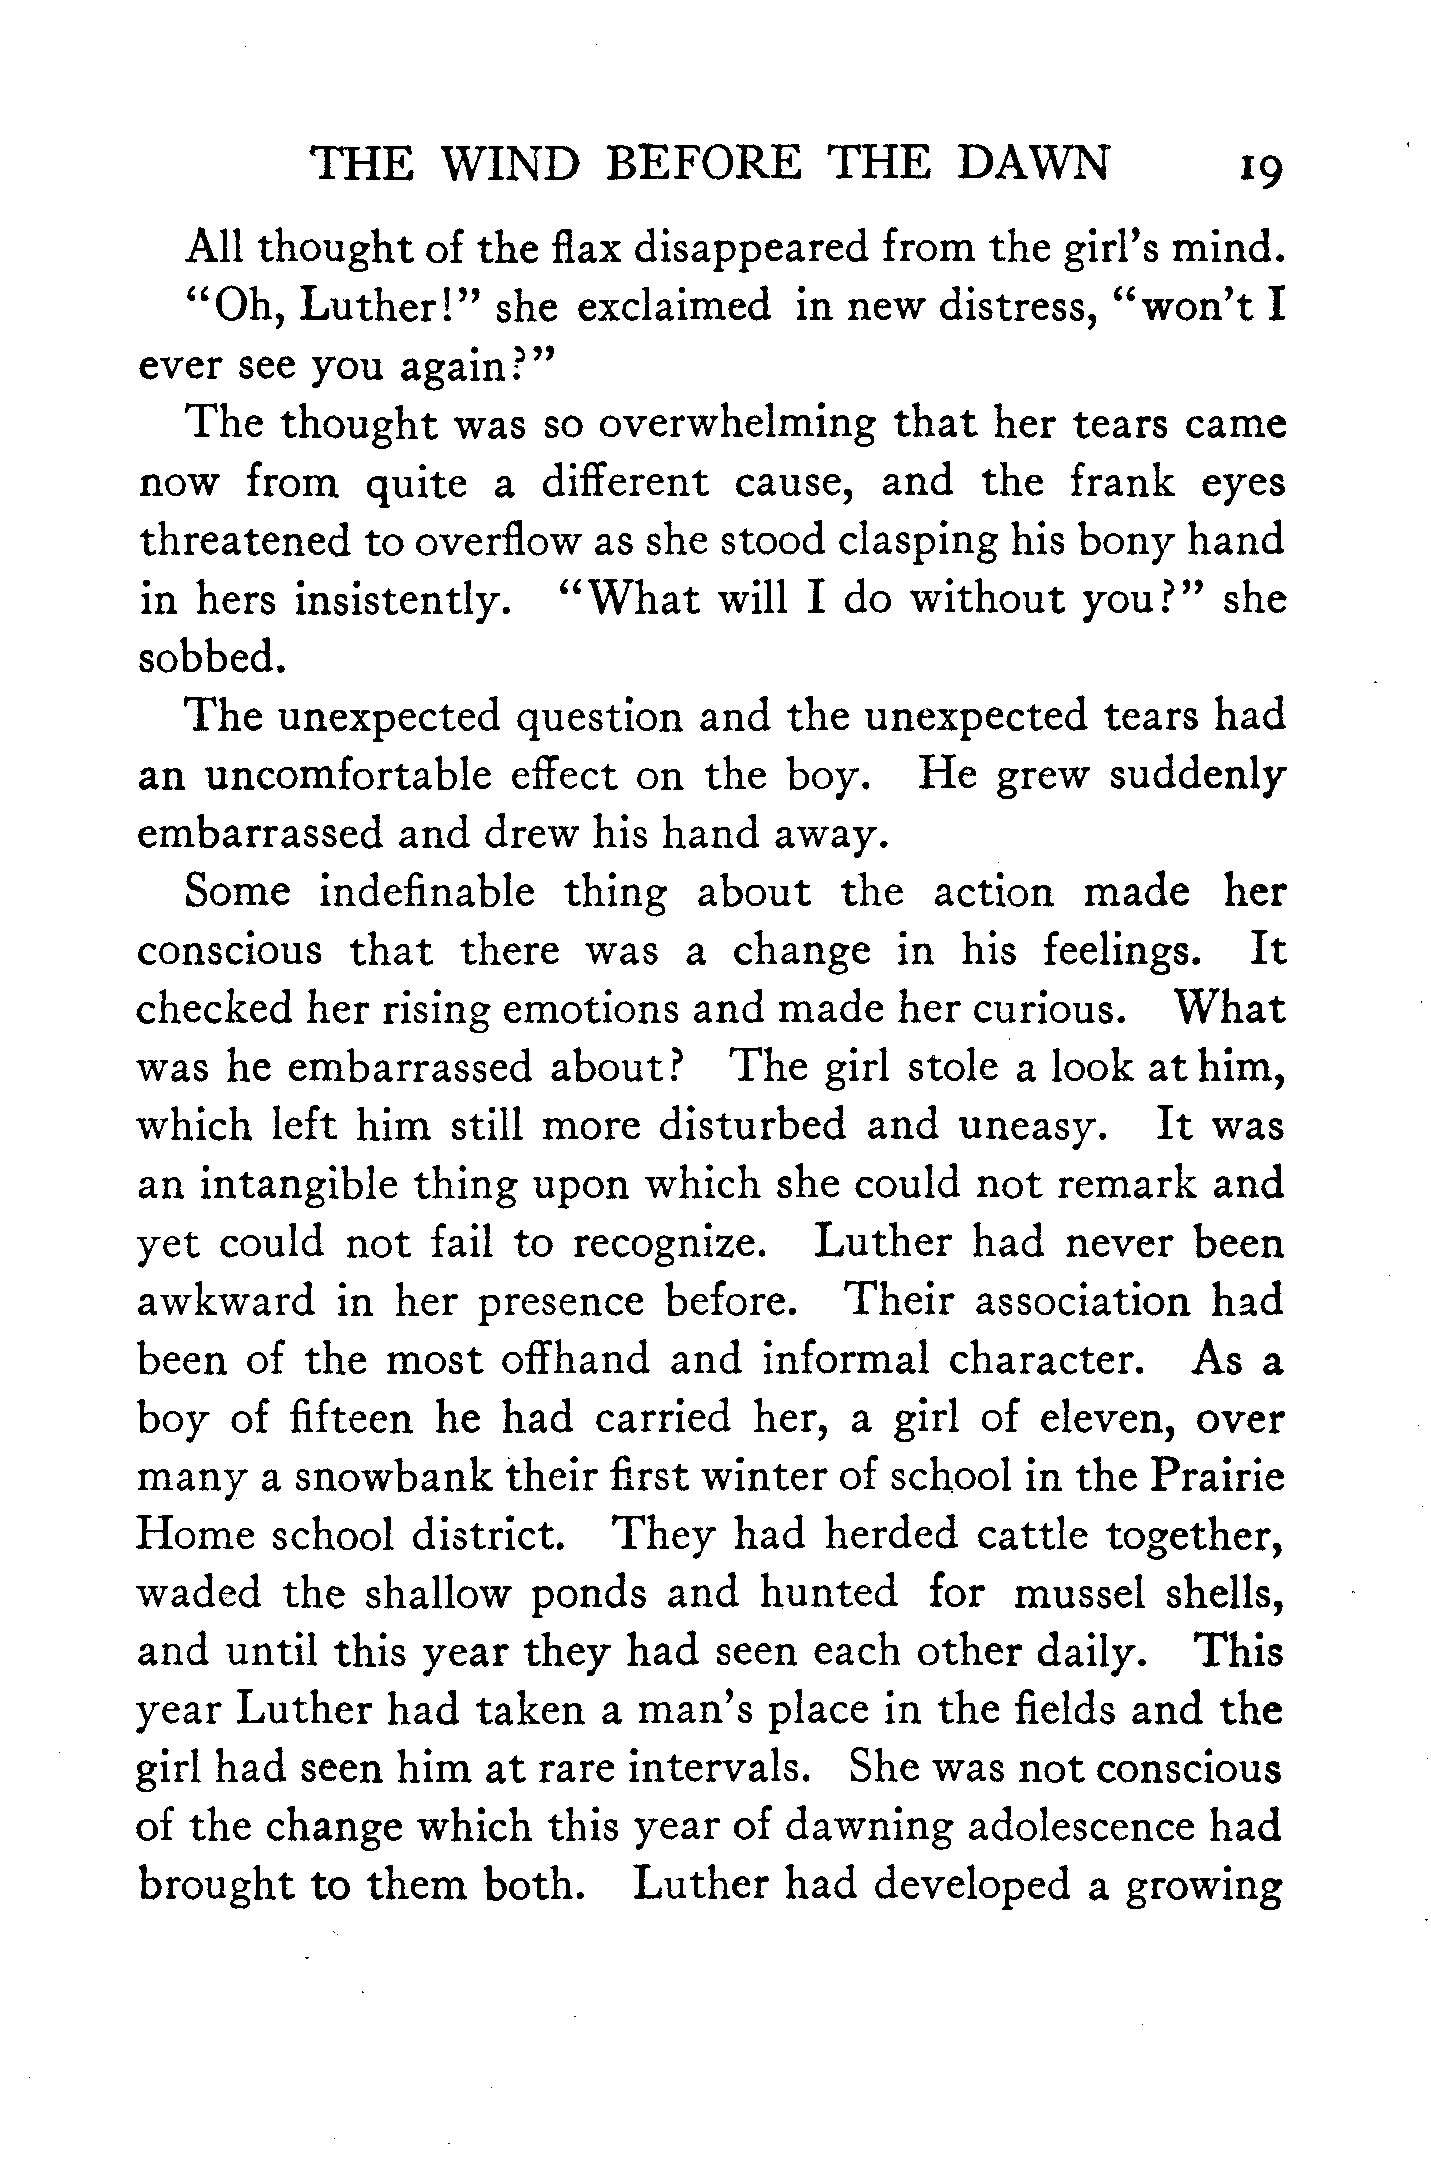 THE WIND BEFORE THE DAWN 19
All thought of the flax disappeared from the girl's mind.
"Oh, Luther!" she exclaimed in new distress, "won't I
ever see you again?"
The thought was so overwhelming that her tears came
now from quite a different cause, and the frank eyes
threatened to overflow as she stood clasping his bony hand
in hers insistently. "What will I do without you?" she
sobbed.
The unexpected question and the unexpected tears had
an uncomfortable effect on the boy. He grew suddenly
embarrassed and drew his hand away.
Some indefinable thing about the action made her
conscious that there was a change in his feelings. It
checked her rising emotions and made her curious. What
was he embarrassed about? The girl stole a look at him,
which left him still more disturbed and uneasy. It was
an intangible thing upon which she could not remark and
yet could not fail to recognize. Luther had never been
awkward in her presence before. Their association had
been of the most offhand and informal character. As a
boy of fifteen he had carried her, a girl of eleven, over
many a snowbank their first winter of school in the Prairie
Home school district. They had herded cattle together,
waded the shallow ponds and hunted for mussel shells,
and until this year they had seen each other daily. This
year Luther had taken a man's place in the fields and the
girl had seen him at rare intervals. She was not conscious
of the change which this year of dawning adolescence had
brought to them both. Luther had developed a growing